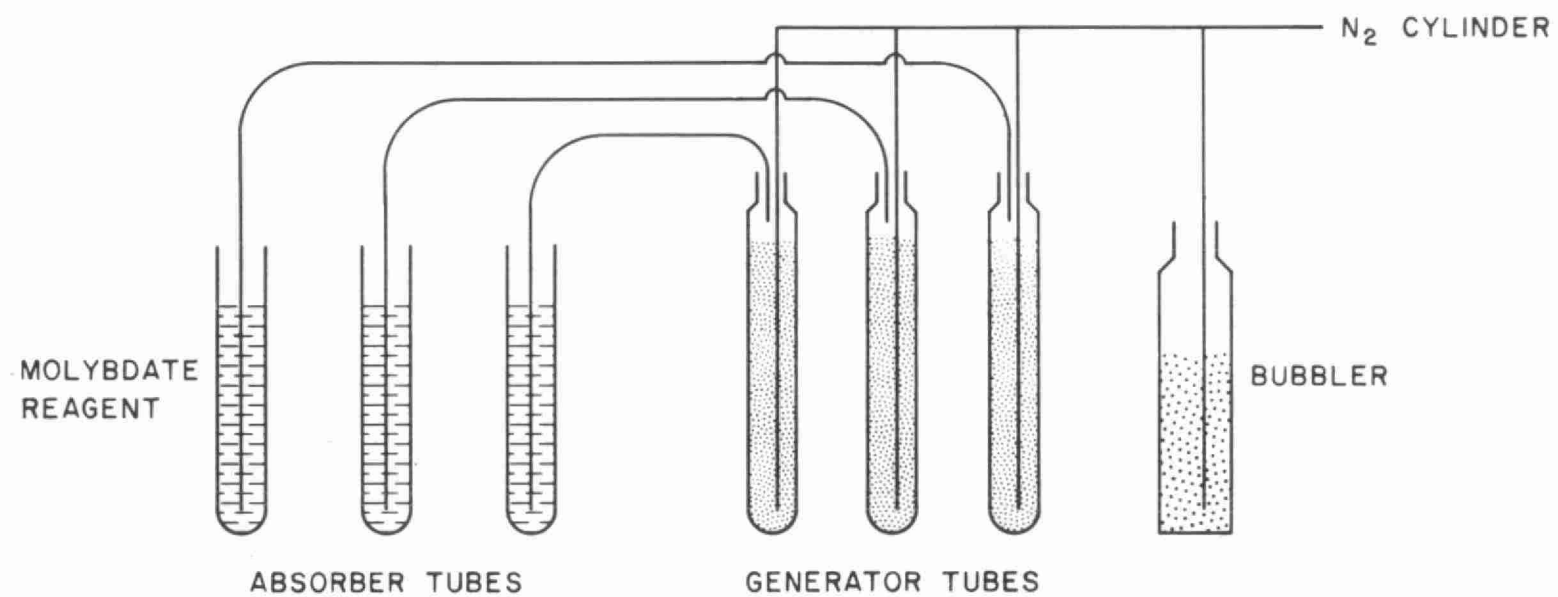 N₂ CYLINDER
MOLYBDATE
REAGENT
BUBBLER
ABSORBER TUBES
GENERATOR TUBES